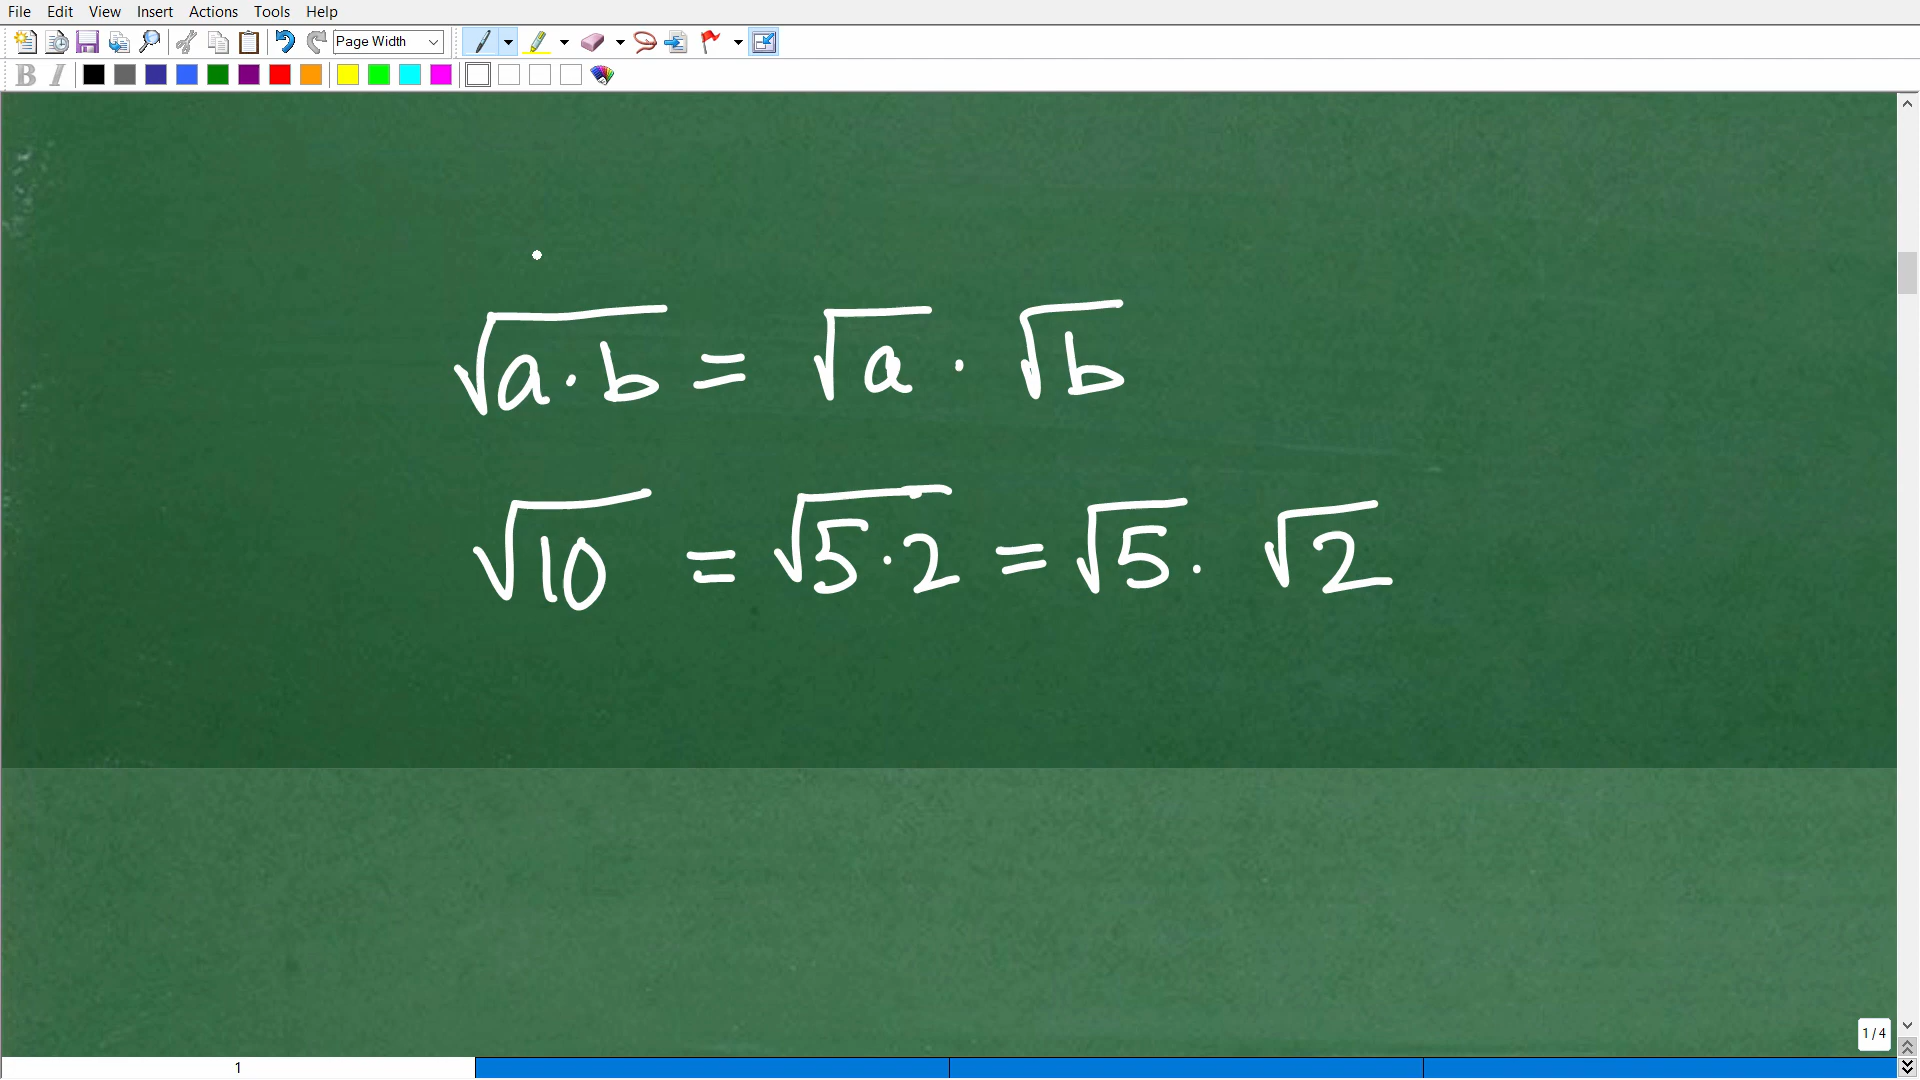 File Edit View Insert Actions Tools Help
Page Width
B I
√a·b = √a · √b
√10 = √5·2 = √5 · √2
1 / 4
1